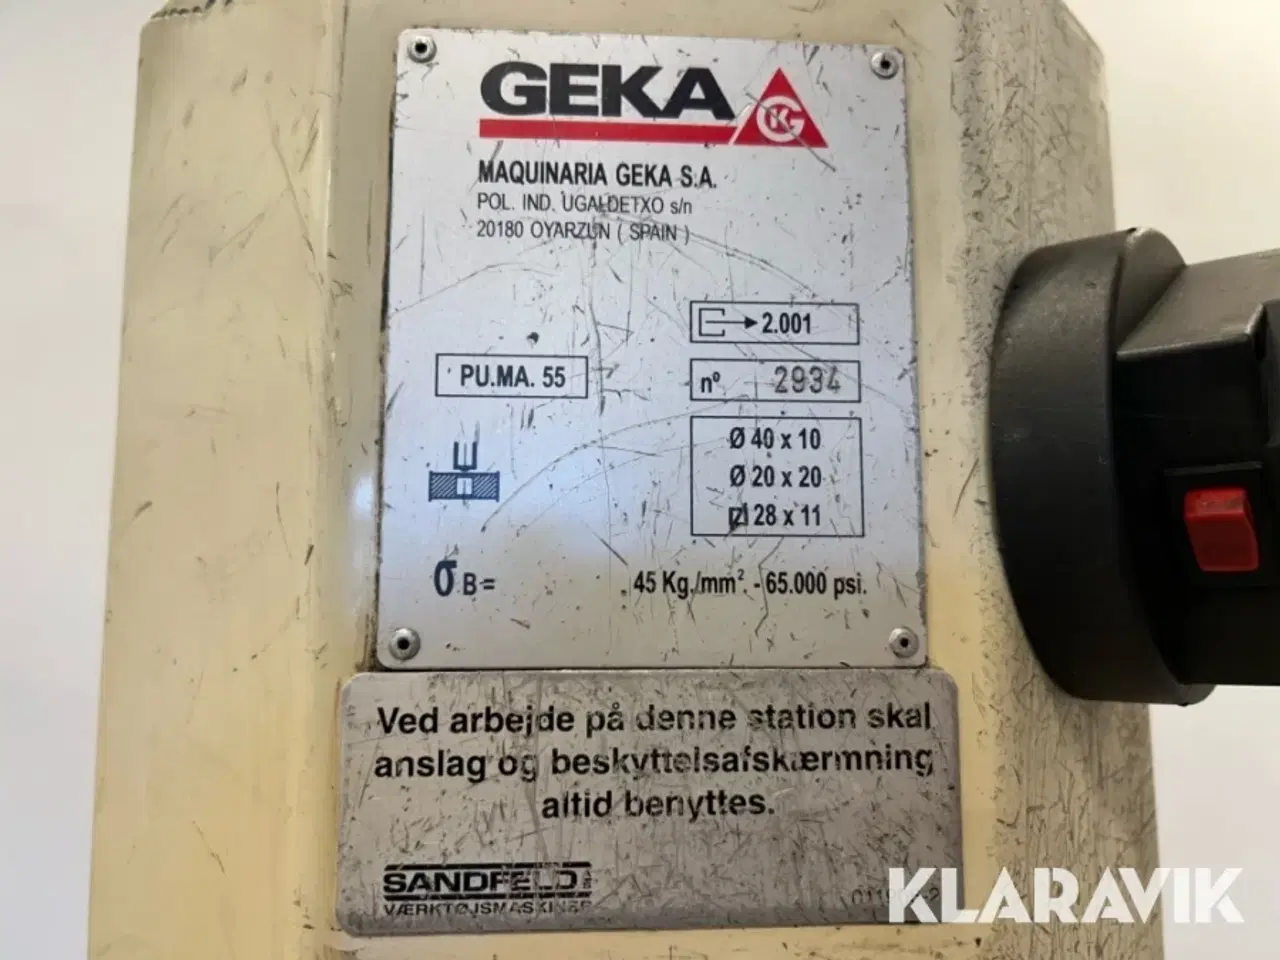 GEKA
GK
MAQUINARIA GEKA S.A.
POL. IND. UGALDETXO s/n
20180 OYARZUN ( SPAIN )
2.001
PU.MA. 55
nº 2934
Ø 40 x 10
Ø 20 x 20
28 x 11
σ B = 45 Kg./mm². - 65.000 psi.
Ved arbejde på denne station skal
anslag og beskyttelsafskærmning
altid benyttes.
SANDFELD
VÆRKTØJSMASKINER
KLARAVIK